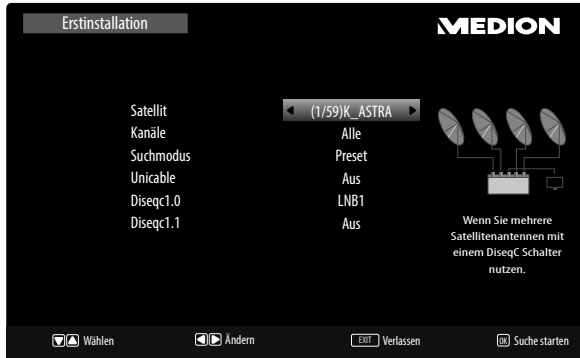 Erstinstallation
MEDION
Satellit (1/59)K_ASTRA
Kanäle Alle
Suchmodus Preset
Unicable Aus
Diseqc1.0 LNB1
Diseqc1.1 Aus
Wenn Sie mehrere
Satellitenantennen mit
einem DiseqC Schalter
nutzen.
Wählen Ändern EXIT Verlassen OK Suche starten